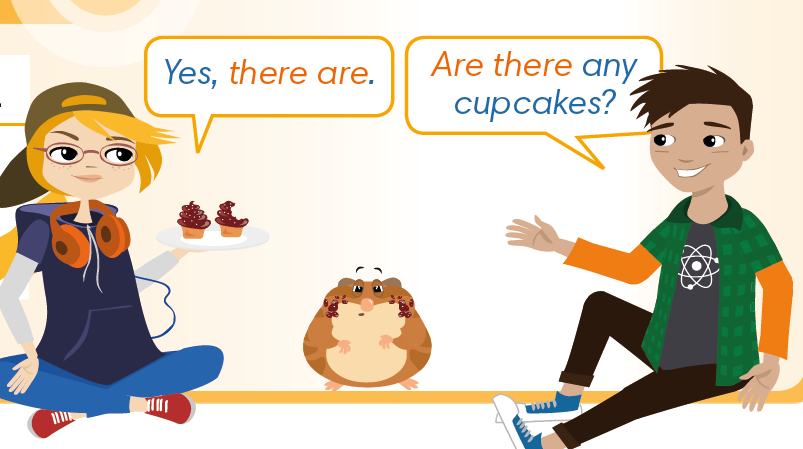 Yes, there are.
Are there any
cupcakes?